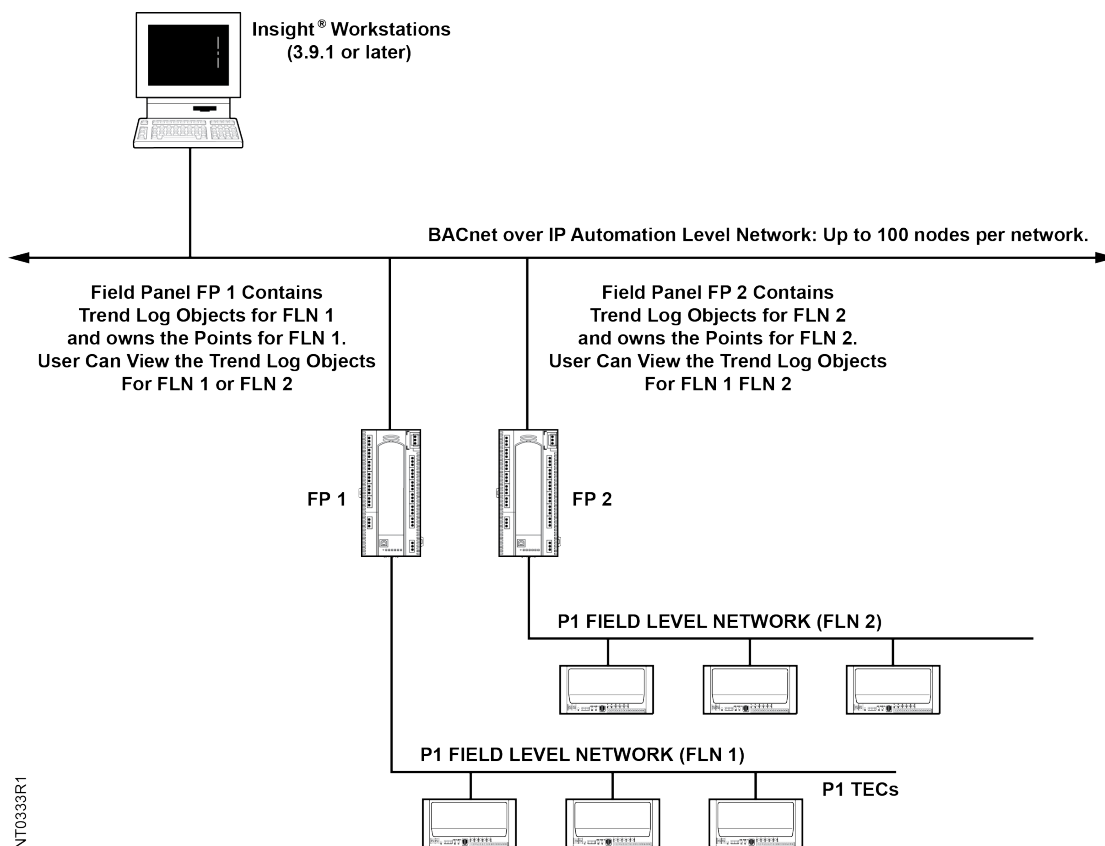 Insight® Workstations
(3.9.1 or later)
BACnet over IP Automation Level Network: Up to 100 nodes per network.
Field Panel FP 1 Contains
Trend Log Objects for FLN 1
and owns the Points for FLN 1.
User Can View the Trend Log Objects
For FLN 1 or FLN 2
Field Panel FP 2 Contains
Trend Log Objects for FLN 2
and owns the Points for FLN 2.
User Can View the Trend Log Objects
For FLN 1 FLN 2
FP 1
FP 2
P1 FIELD LEVEL NETWORK (FLN 2)
P1 FIELD LEVEL NETWORK (FLN 1)
P1 TECs
NT0333R1